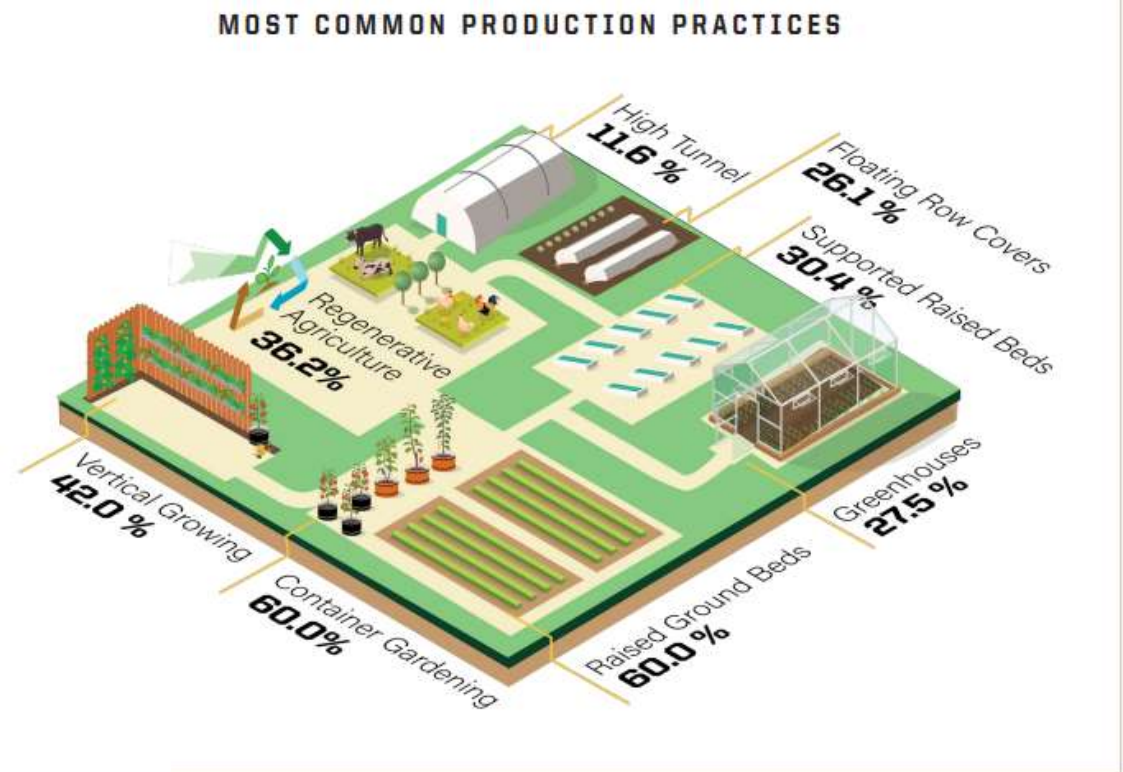 MOST COMMON PRODUCTION PRACTICES
High Tunnel
11.6 %
Floating Row Covers
26.1 %
Supported Raised Beds
30.4 %
Regenerative
Agriculture
36.2%
Vertical Growing
42.0 %
Greenhouses
27.5 %
Container Gardening
60.0%
Raised Ground Beds
60.0 %